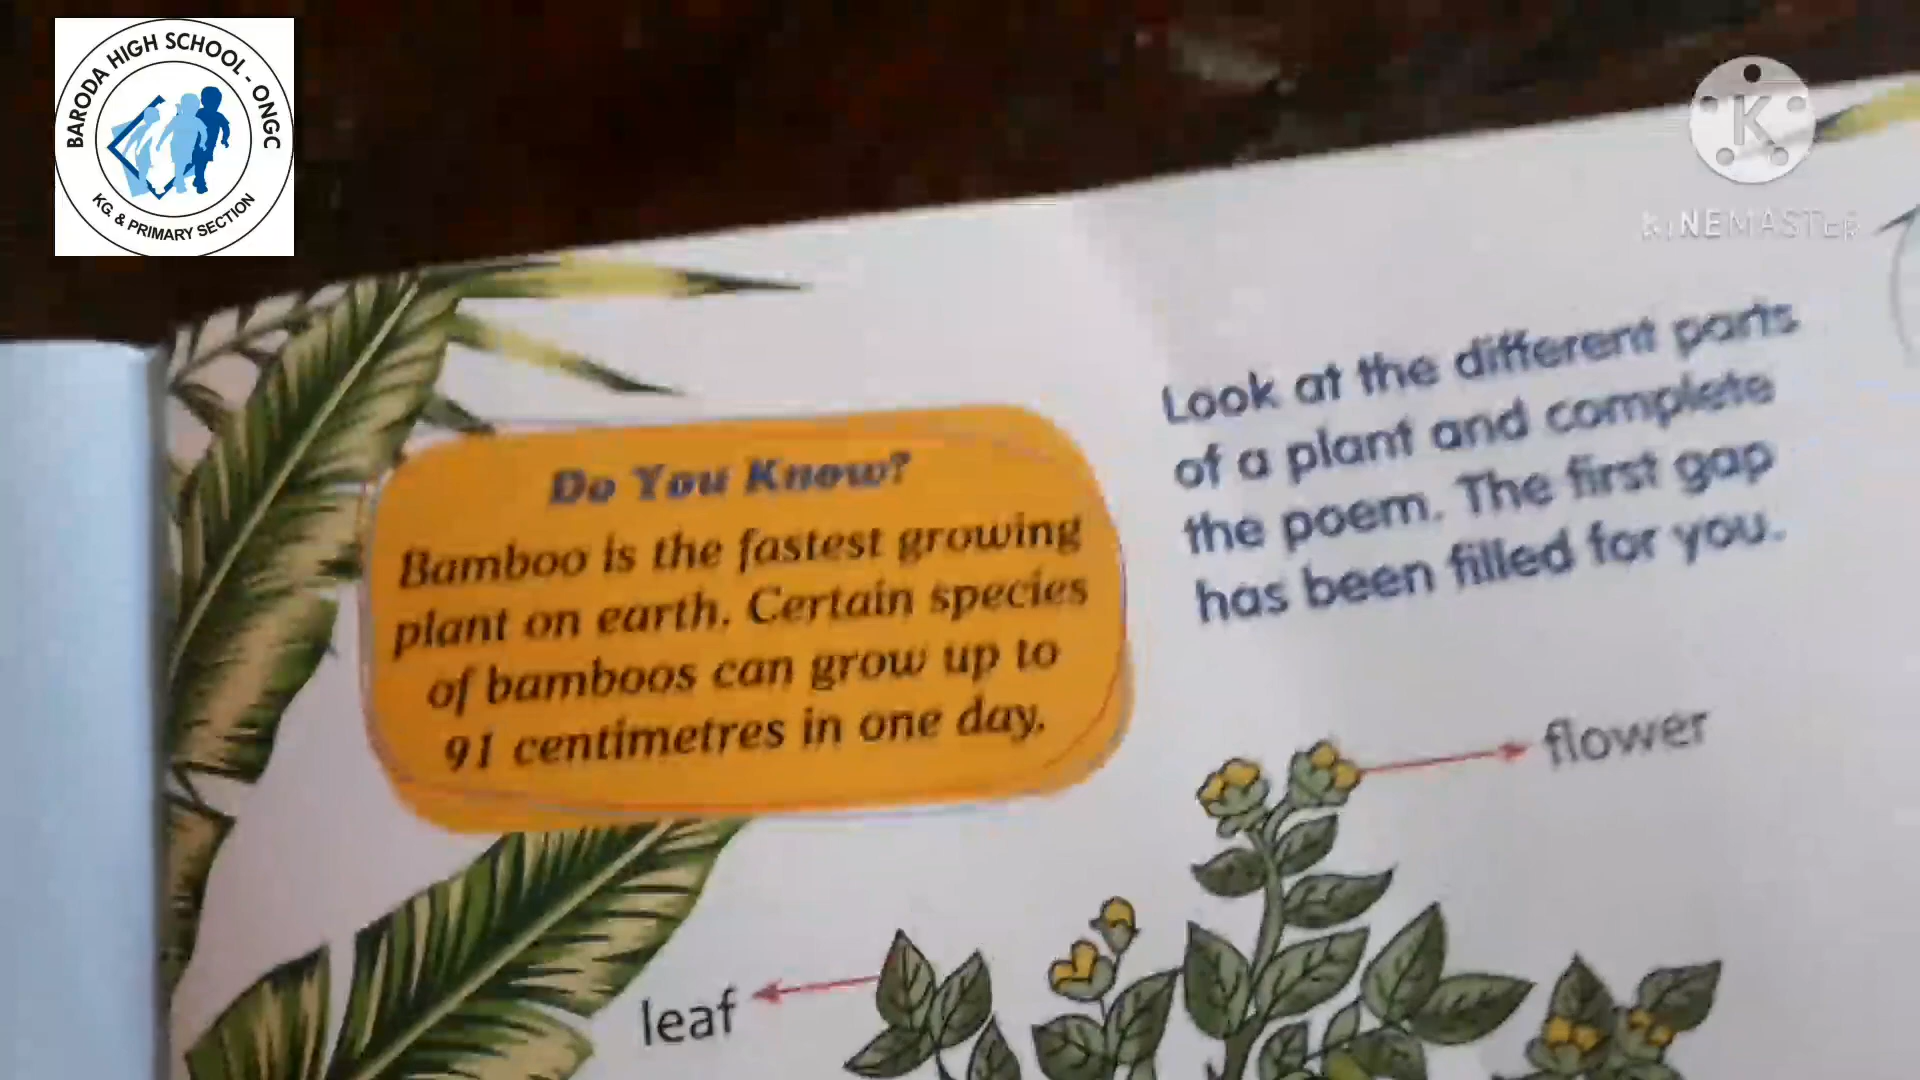 BARODA HIGH SCHOOL - ONGC
KG. & PRIMARY SECTION
K
KINEMASTER
Do You Know?
Bamboo is the fastest growing
plant on earth. Certain species
of bamboos can grow up to
91 centimetres in one day.
Look at the different parts
of a plant and complete
the poem. The first gap
has been filled for you.
flower
leaf